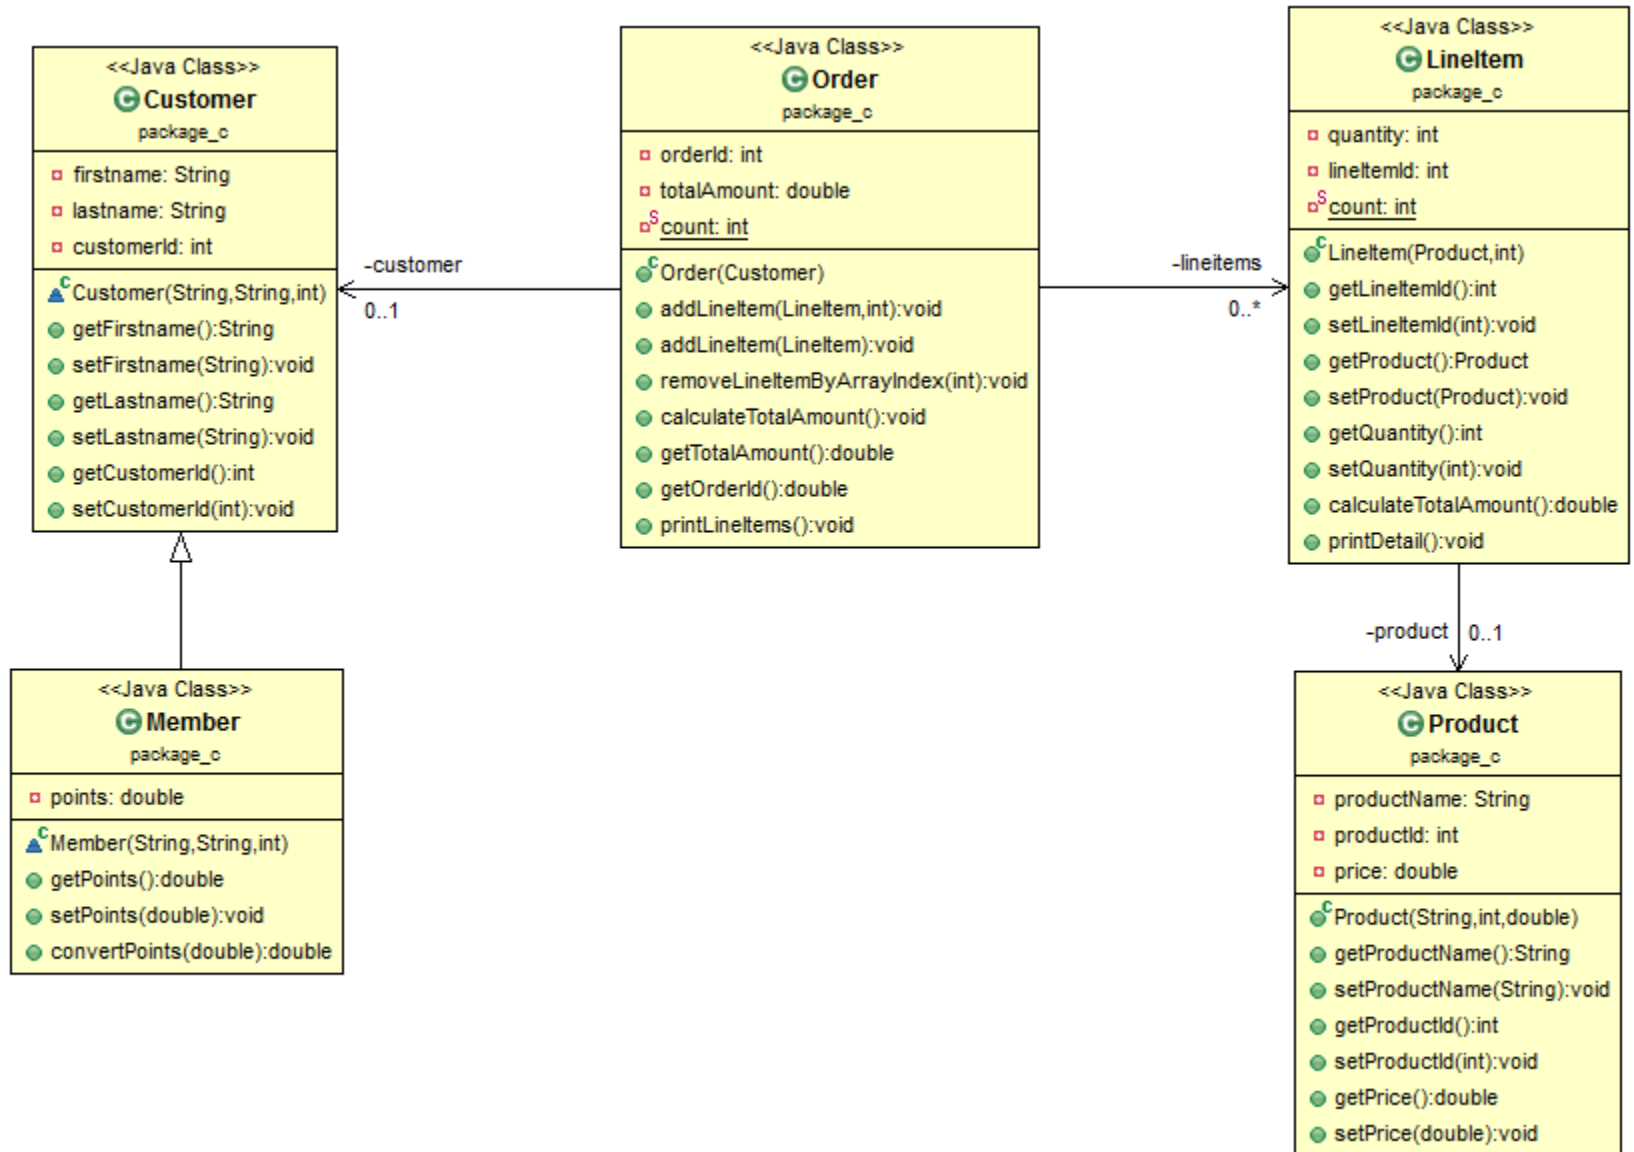 <<Java Class>>
Customer
package_c
firstname: String
lastname: String
customerId: int
Customer(String,String,int)
getFirstname():String
setFirstname(String):void
getLastname():String
setLastname(String):void
getCustomerId():int
setCustomerId(int):void
-customer
0..1
<<Java Class>>
Order
package_c
orderId: int
totalAmount: double
count: int
Order(Customer)
addLineItem(LineItem,int):void
addLineItem(LineItem):void
removeLineItemByArrayIndex(int):void
calculateTotalAmount():void
getTotalAmount():double
getOrderId():double
printLineItems():void
-lineitems
0..*
<<Java Class>>
LineItem
package_c
quantity: int
lineItemId: int
count: int
LineItem(Product,int)
getLineItemId():int
setLineItemId(int):void
getProduct():Product
setProduct(Product):void
getQuantity():int
setQuantity(int):void
calculateTotalAmount():double
printDetail():void
-product
0..1
<<Java Class>>
Member
package_c
points: double
Member(String,String,int)
getPoints():double
setPoints(double):void
convertPoints(double):double
<<Java Class>>
Product
package_c
productName: String
productId: int
price: double
Product(String,int,double)
getProductName():String
setProductName(String):void
getProductId():int
setProductId(int):void
getPrice():double
setPrice(double):void